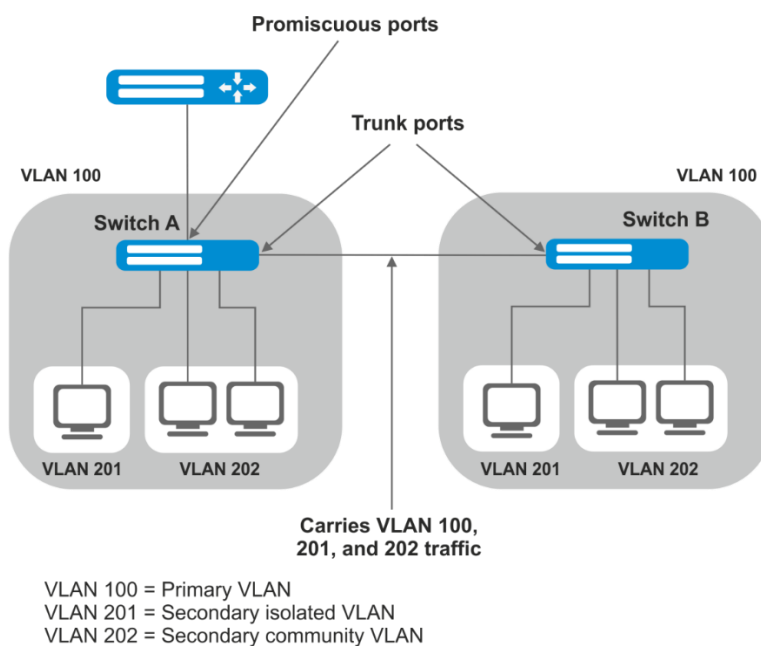 Promiscuous ports
Trunk ports
VLAN 100
VLAN 100
Switch A
Switch B
VLAN 201
VLAN 202
VLAN 201
VLAN 202
Carries VLAN 100,
201, and 202 traffic
VLAN 100 = Primary VLAN
VLAN 201 = Secondary isolated VLAN
VLAN 202 = Secondary community VLAN